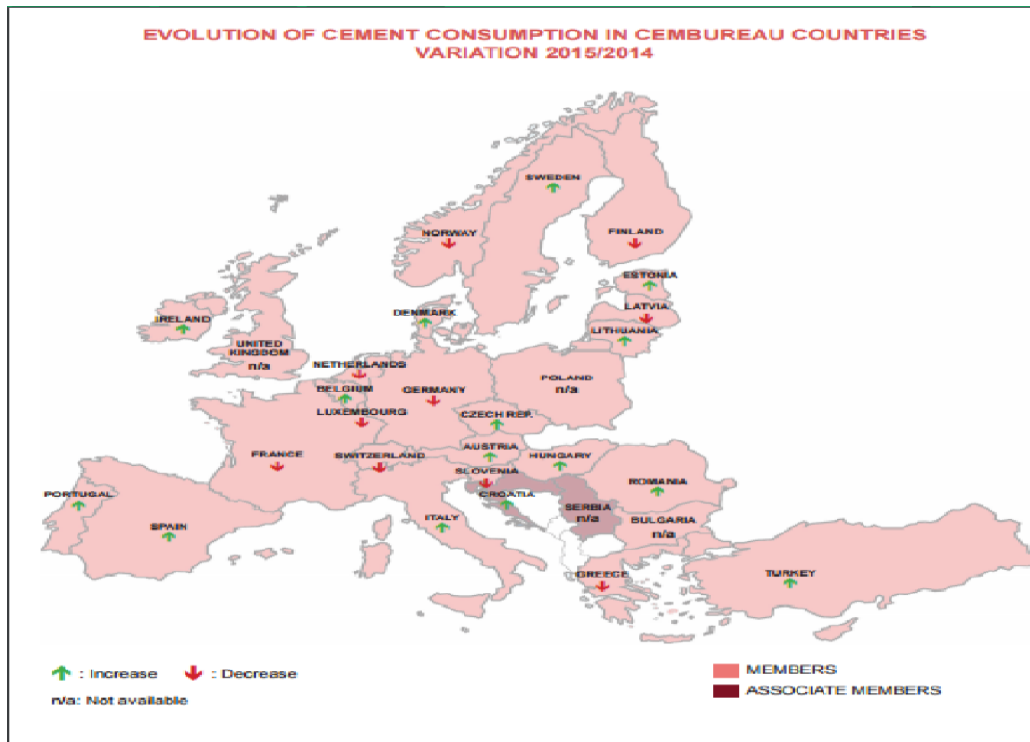 EVOLUTION OF CEMENT CONSUMPTION IN CEMBUREAU COUNTRIES
VARIATION 2015/2014
SWEDEN
NORWAY
FINLAND
ESTONIA
LATVIA
LITHUANIA
DENMARK
IRELAND
UNITED
KINGDOM
n/a
NETHERLANDS
BELGIUM
LUXEMBOURG
GERMANY
POLAND
n/a
CZECH REP.
FRANCE
SWITZERLAND
AUSTRIA
HUNGARY
SLOVENIA
CROATIA
ROMANIA
SERBIA
n/a
BULGARIA
n/a
PORTUGAL
SPAIN
ITALY
GREECE
TURKEY
: Increase
: Decrease
n/a: Not available
MEMBERS
ASSOCIATE MEMBERS